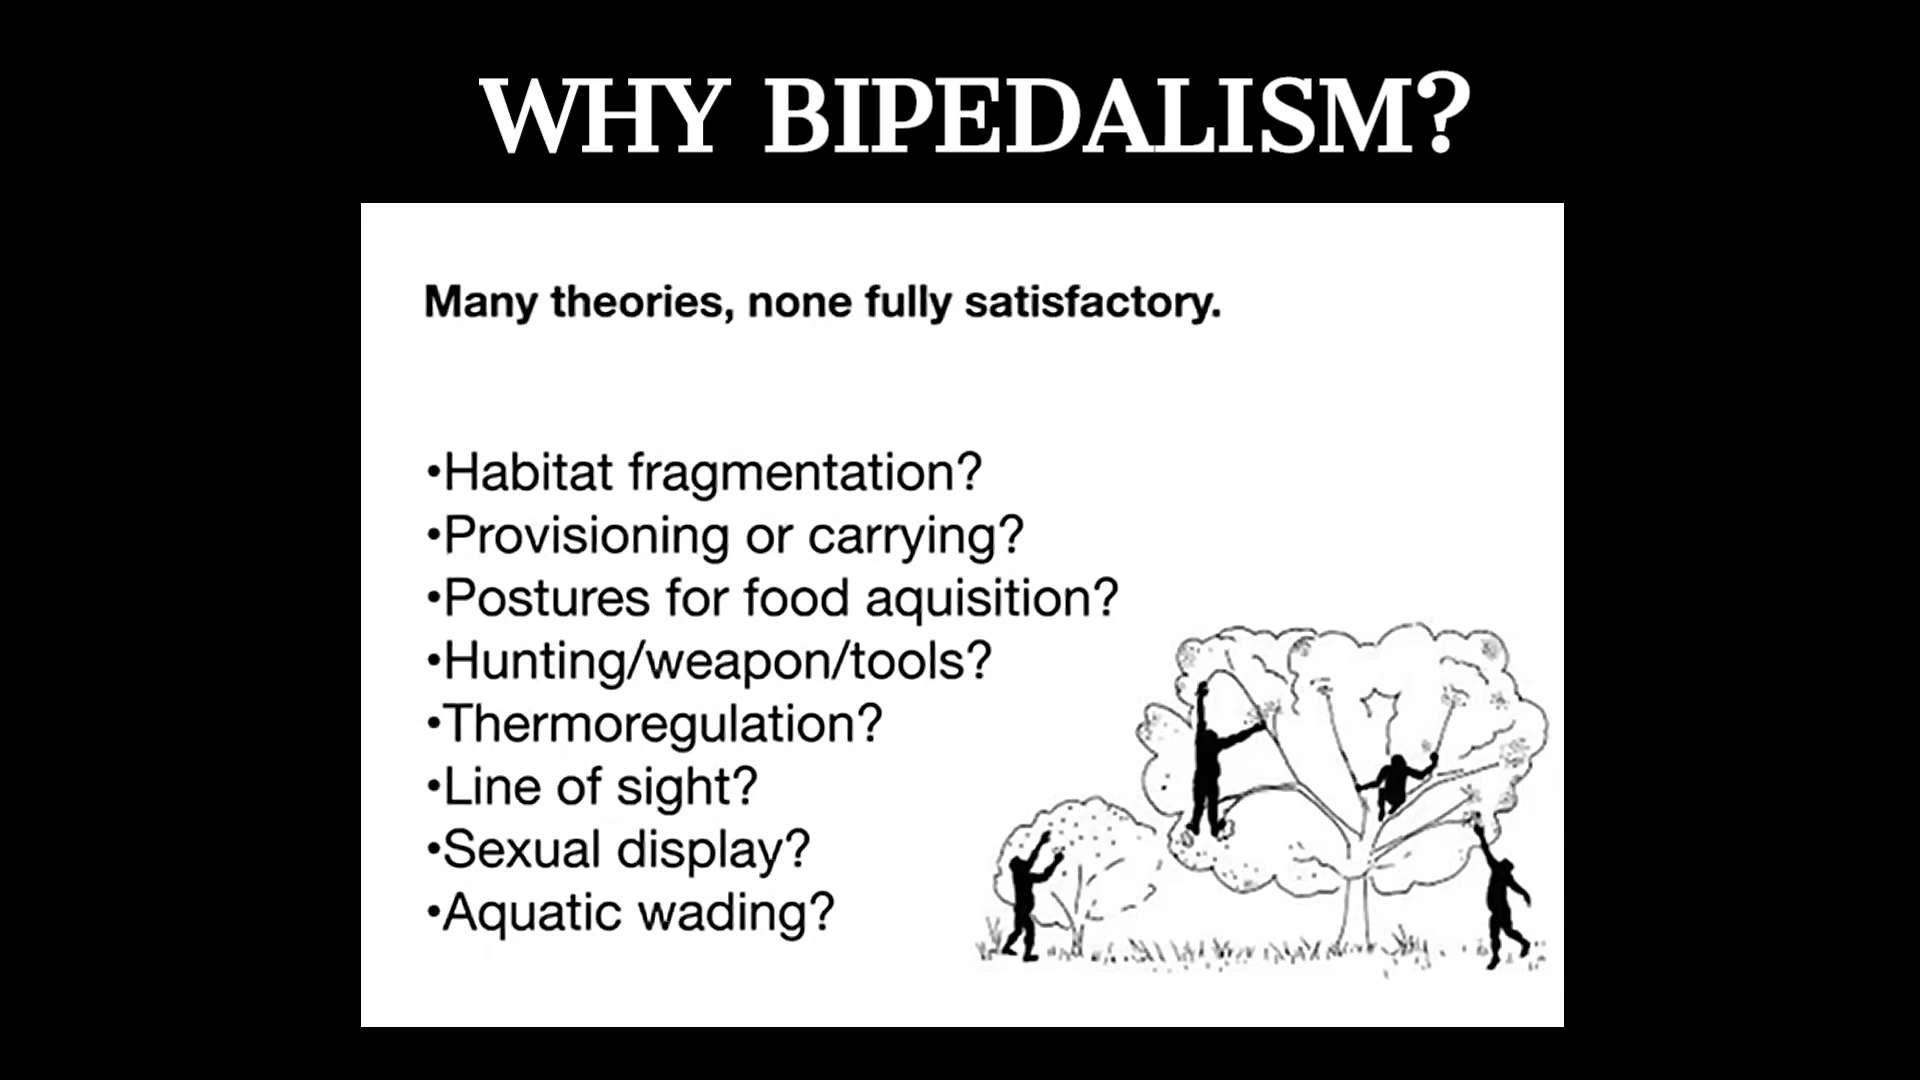 WHY BIPEDALISM?
Many theories, none fully satisfactory.
•Habitat fragmentation?
•Provisioning or carrying?
•Postures for food aquisition?
•Hunting/weapon/tools?
•Thermoregulation?
•Line of sight?
•Sexual display?
•Aquatic wading?